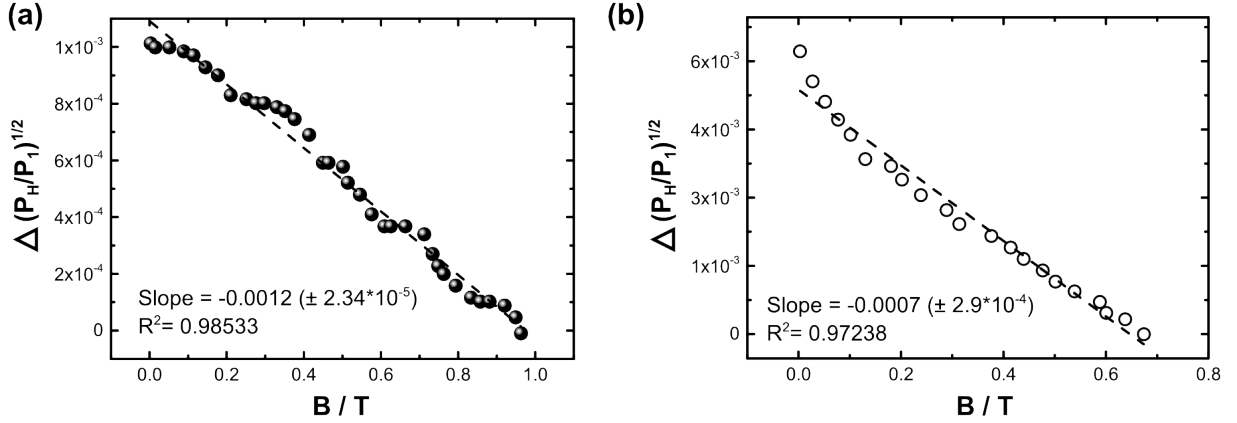 (a)
1x10⁻³
8x10⁻⁴
6x10⁻⁴
4x10⁻⁴
2x10⁻⁴
0
Δ (P_H/P_1)^1/2
Slope = -0.0012 (± 2.34*10⁻⁵)
R²= 0.98533
0.0 0.2 0.4 0.6 0.8 1.0
B / T
(b)
6x10⁻³
4x10⁻³
3x10⁻³
1x10⁻³
0
Δ (P_H/P_1)^1/2
Slope = -0.0007 (± 2.9*10⁻⁴)
R²= 0.97238
0.0 0.2 0.4 0.6 0.8
B / T